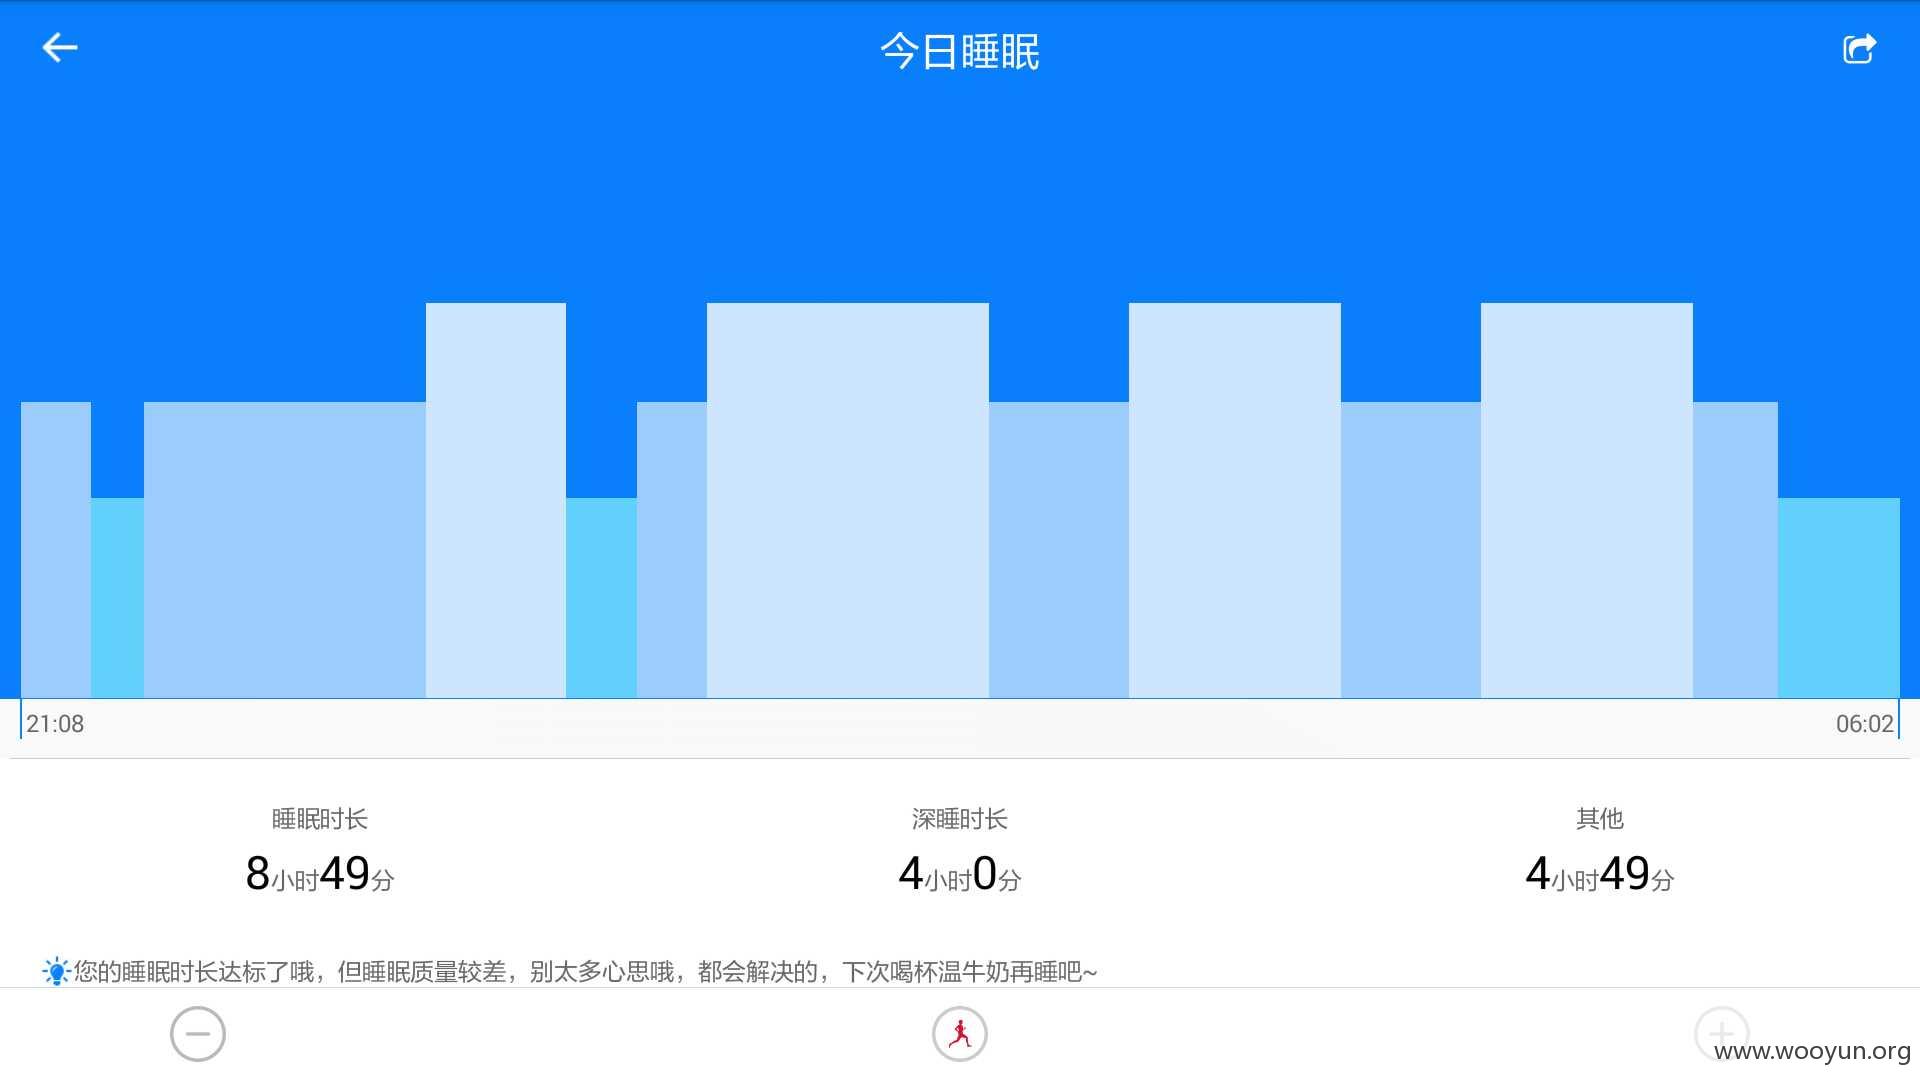 今日睡眠
21:08 06:02
睡眠时长 深睡时长 其他
8小时49分 4小时0分 4小时49分
您的睡眠时长达标了哦，但睡眠质量较差，别太多心思哦，都会解决的，下次喝杯温牛奶再睡吧~
www.wooyun.org